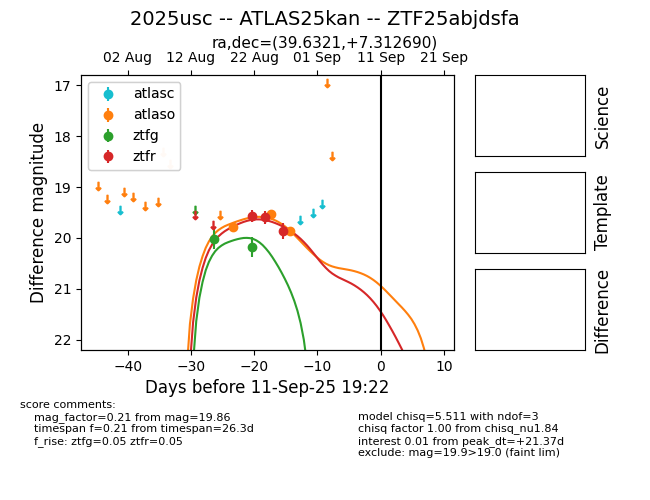 2025usc -- ATLAS25kan -- ZTF25abjdsfa
ra,dec=(39.6321,+7.312690)
02 Aug 12 Aug 22 Aug 01 Sep 11 Sep 21 Sep
atlasc
atlaso
ztfg
ztfr
17
18
19
20
21
22
Difference magnitude
−40 −30 −20 −10 0 10
Days before 11-Sep-25 19:22
Science
Template
Difference
score comments:
mag_factor=0.21 from mag=19.86
timespan f=0.21 from timespan=26.3d
f_rise: ztfg=0.05 ztfr=0.05
model chisq=5.511 with ndof=3
chisq factor 1.00 from chisq_nu1.84
interest 0.01 from peak_dt=+21.37d
exclude: mag=19.9>19.0 (faint lim)